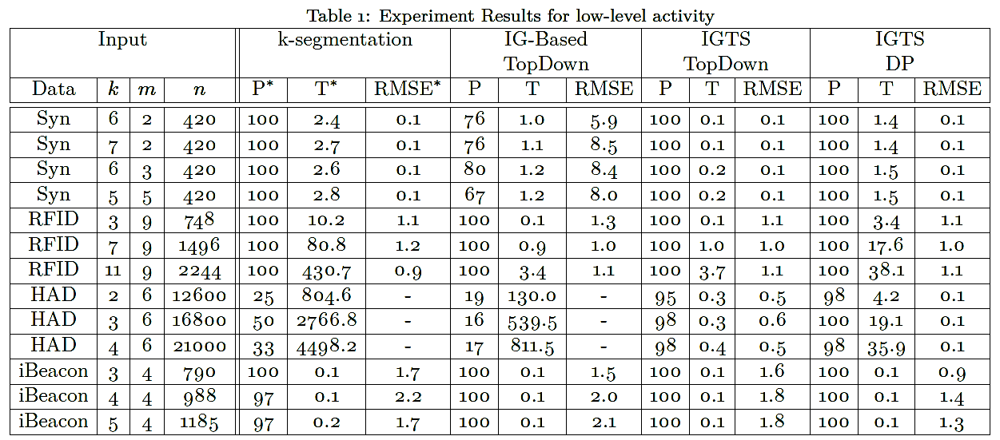 Table 1: Experiment Results for low-level activity
Input k-segmentation IG-Based TopDown IGTS TopDown IGTS DP
Data k m n P* T* RMSE* P T RMSE P T RMSE P T RMSE
Syn 6 2 420 100 2.4 0.1 76 1.0 5.9 100 0.1 0.1 100 1.4 0.1
Syn 7 2 420 100 2.7 0.1 76 1.1 8.5 100 0.1 0.1 100 1.4 0.1
Syn 6 3 420 100 2.6 0.1 80 1.2 8.4 100 0.2 0.1 100 1.5 0.1
Syn 5 5 420 100 2.8 0.1 67 1.2 8.0 100 0.2 0.1 100 1.5 0.1
RFID 3 9 748 100 10.2 1.1 100 0.1 1.3 100 0.1 1.1 100 3.4 1.1
RFID 7 9 1496 100 80.8 1.2 100 0.9 1.0 100 1.0 1.0 100 17.6 1.0
RFID 11 9 2244 100 430.7 0.9 100 3.4 1.1 100 3.7 1.1 100 38.1 1.1
HAD 2 6 12600 25 804.6 - 19 130.0 - 95 0.3 0.5 98 4.2 0.1
HAD 3 6 16800 50 2766.8 - 16 539.5 - 98 0.3 0.6 100 19.1 0.1
HAD 4 6 21000 33 4498.2 - 17 811.5 - 98 0.4 0.5 98 35.9 0.1
iBeacon 3 4 790 100 0.1 1.7 100 0.1 1.5 100 0.1 1.6 100 0.1 0.9
iBeacon 4 4 988 97 0.1 2.2 100 0.1 2.0 100 0.1 1.8 100 0.1 1.4
iBeacon 5 4 1185 97 0.2 1.7 100 0.1 2.1 100 0.1 1.8 100 0.1 1.3